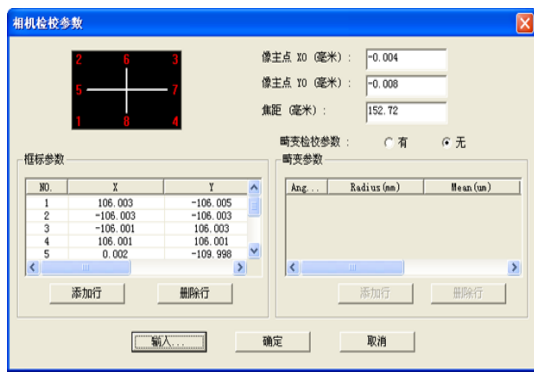 相机检校参数
2 6 3
5 7
1 8 4
像主点 X0 (毫米) : -0.004
像主点 Y0 (毫米) : -0.008
焦距 (毫米) : 152.72
畸变检校参数 : 有 无
框标参数
NO. X Y
1 106.003 -106.005
2 -106.003 -106.003
3 -106.001 106.003
4 106.001 106.001
5 0.002 -109.998
添加行 删除行
畸变参数
Ang... Radius(mm) Mean(um)
添加行 删除行
输入... 确定 取消